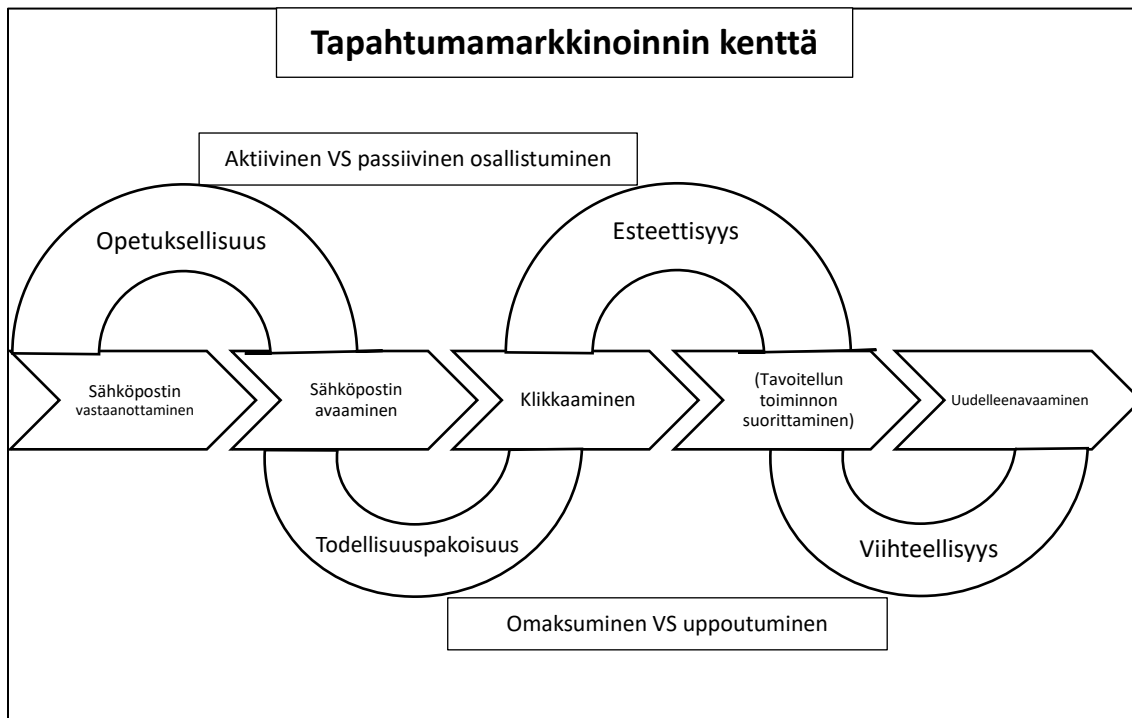 Tapahtumamarkkinoinnin kenttä
Aktiivinen VS passiivinen osallistuminen
Opetuksellisuus
Esteettisyys
Sähköpostin
vastaanottaminen
Sähköpostin
avaaminen
Klikkaaminen
(Tavoitellun
toiminnon
suorittaminen)
Uudelleenavaaminen
Todellisuuspakoisuus
Viihteellisyys
Omaksuminen VS uppoutuminen